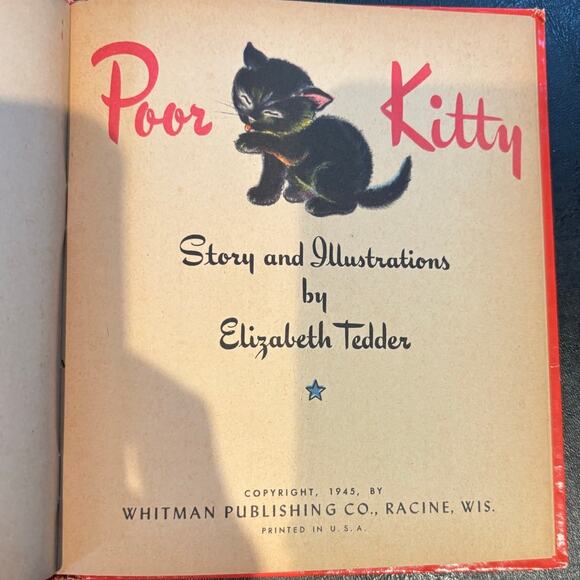 Poor Kitty
Story and Illustrations
by
Elizabeth Tedder
COPYRIGHT, 1945, BY
WHITMAN PUBLISHING CO., RACINE, WIS.
PRINTED IN U. S. A.